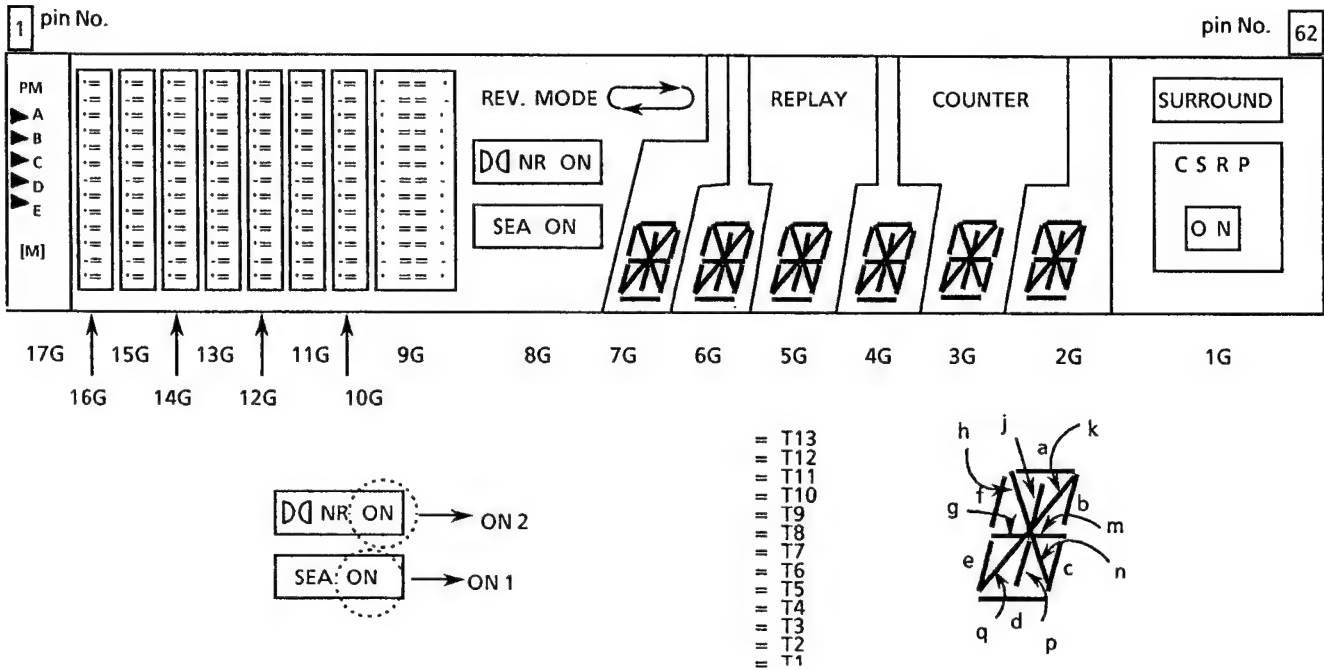 1 pin No.
pin No. 62
PM
A
B
C
D
E
[M]
REV. MODE
NR ON
SEA ON
REPLAY
COUNTER
SURROUND
C S R P
O N
17G 15G 13G 11G 9G 8G 7G 6G 5G 4G 3G 2G 1G
16G 14G 12G 10G
NR ON ON 2
SEA ON ON 1
= T13
= T12
= T11
= T10
= T9
= T8
= T7
= T6
= T5
= T4
= T3
= T2
= T1
h j a k
f b
g m
e c n
q d p